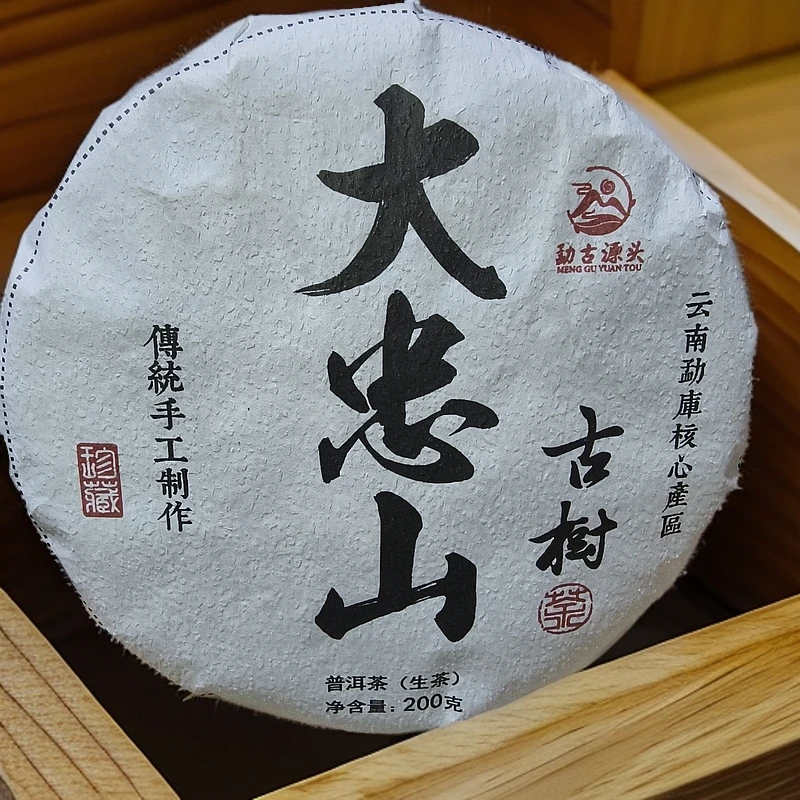 大忠山
勐古源头
MENG GU YUAN TOU
云南勐庫核心產區
古樹
茶
傳統手工制作
珍藏
普洱茶（生茶）
净含量：200克